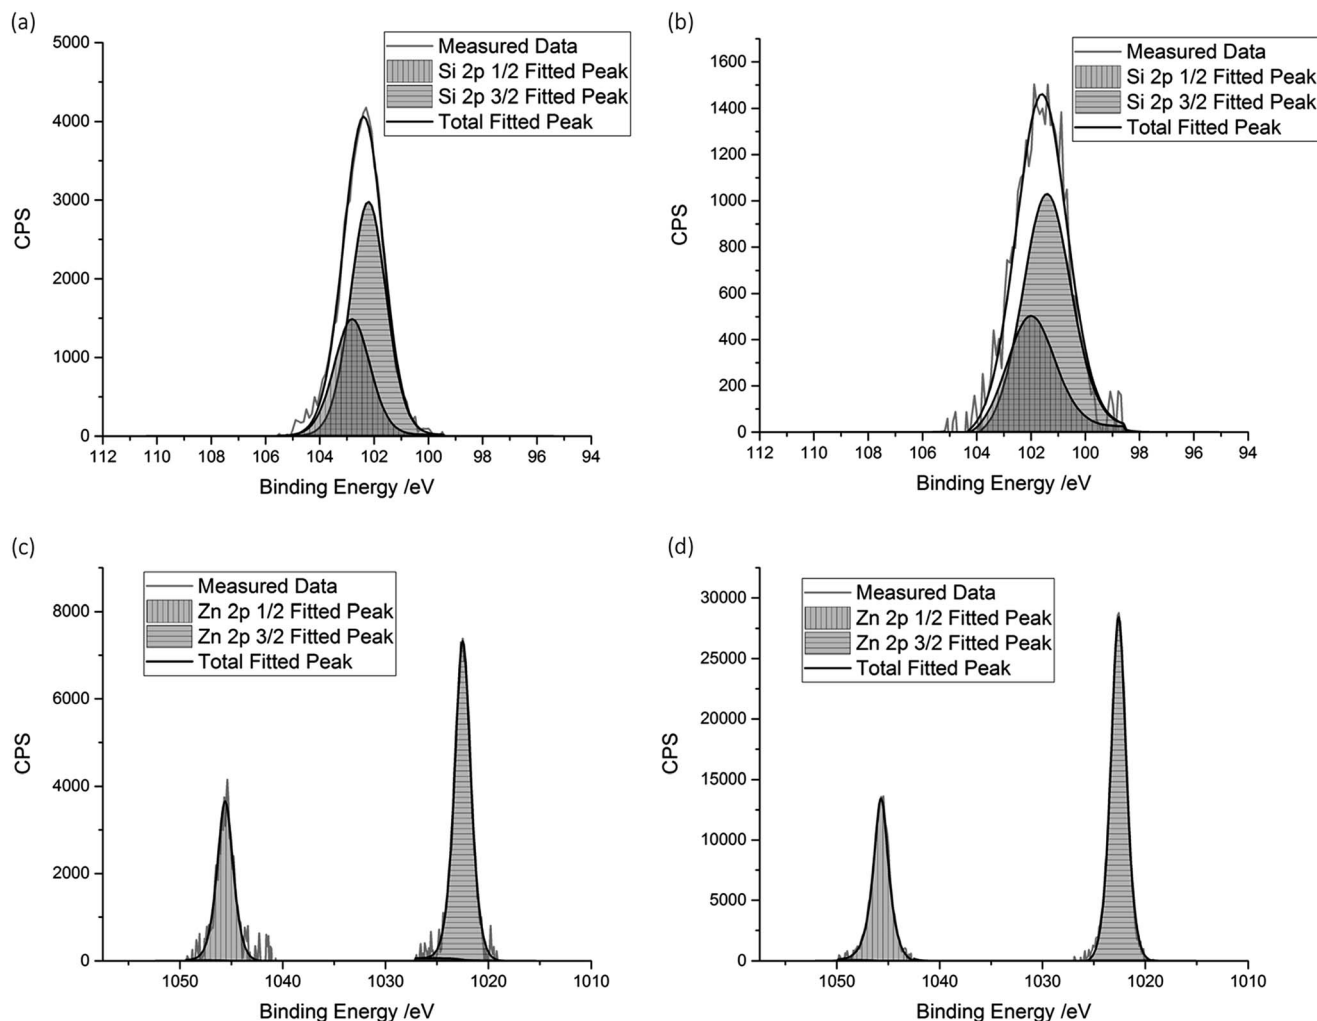 (a)
5000
4000
3000
2000
1000
0
CPS
Measured Data
Si 2p 1/2 Fitted Peak
Si 2p 3/2 Fitted Peak
Total Fitted Peak
112 110 108 106 104 102 100 98 96 94
Binding Energy /eV
(b)
1600
1400
1200
1000
800
600
400
200
0
CPS
Measured Data
Si 2p 1/2 Fitted Peak
Si 2p 3/2 Fitted Peak
Total Fitted Peak
112 110 108 106 104 102 100 98 96 94
Binding Energy /eV
(c)
8000
6000
4000
2000
0
CPS
Measured Data
Zn 2p 1/2 Fitted Peak
Zn 2p 3/2 Fitted Peak
Total Fitted Peak
1050 1040 1030 1020 1010
Binding Energy /eV
(d)
30000
25000
20000
15000
10000
5000
0
CPS
Measured Data
Zn 2p 1/2 Fitted Peak
Zn 2p 3/2 Fitted Peak
Total Fitted Peak
1050 1040 1030 1020 1010
Binding Energy /eV